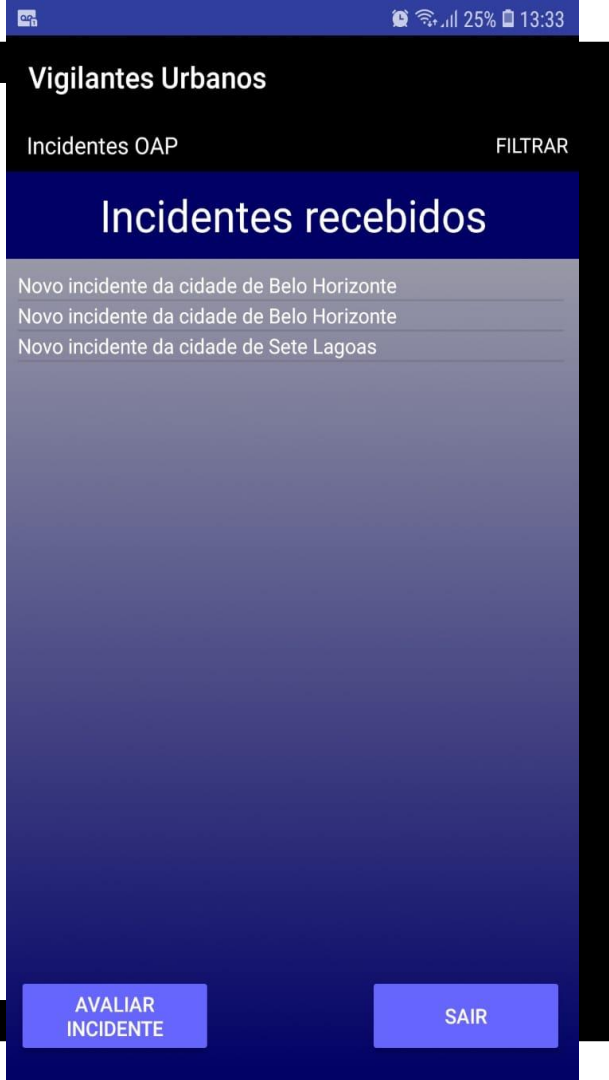 25% 13:33
Vigilantes Urbanos
Incidentes OAP FILTRAR
Incidentes recebidos
Novo incidente da cidade de Belo Horizonte
Novo incidente da cidade de Belo Horizonte
Novo incidente da cidade de Sete Lagoas
AVALIAR
INCIDENTE
SAIR